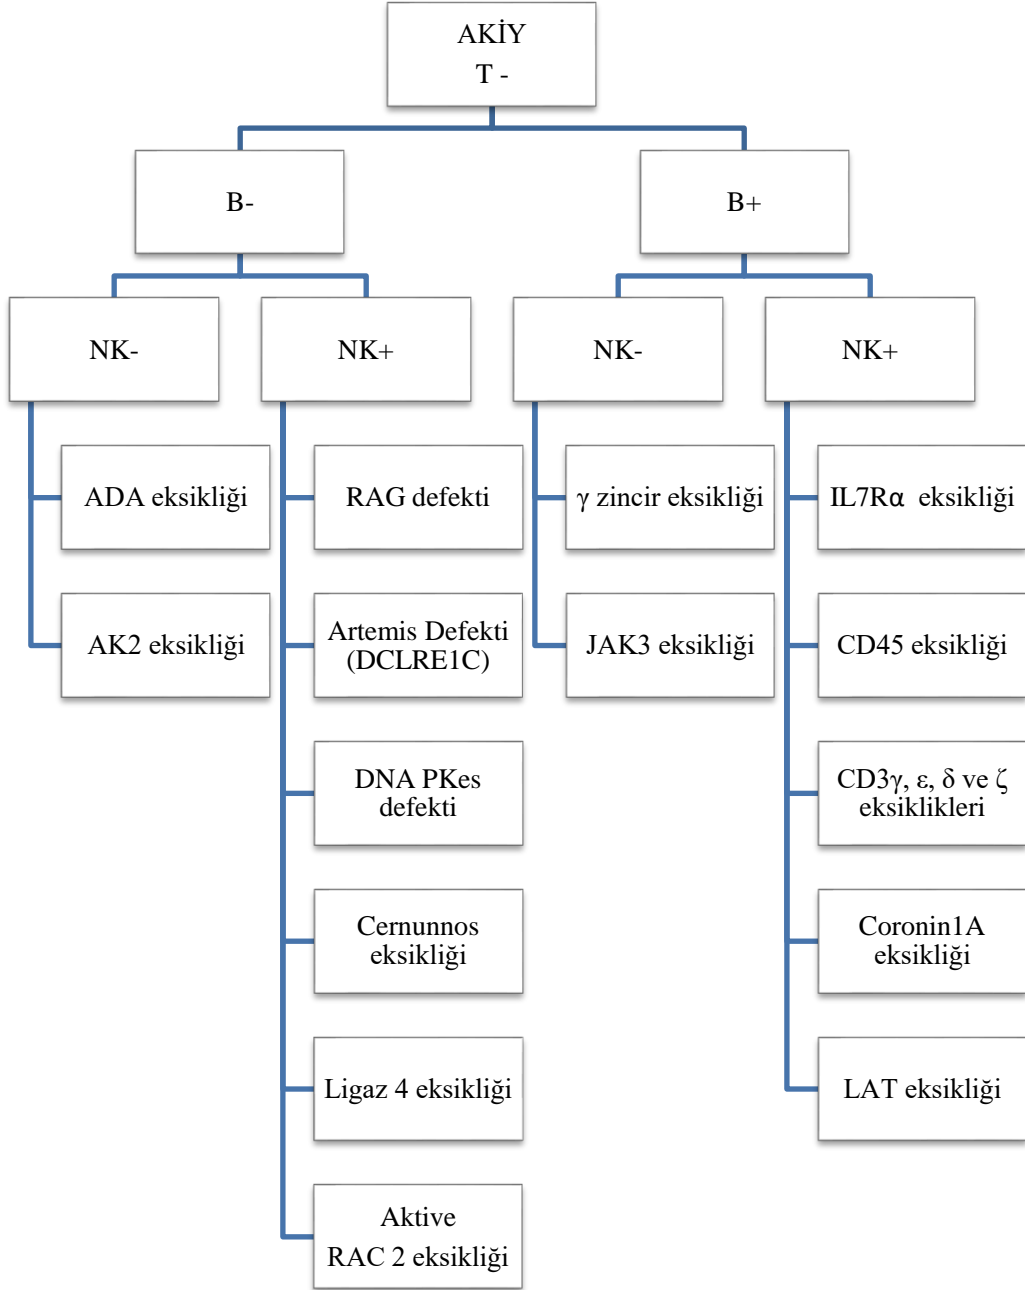 AKİY
T -
B-
B+
NK-
NK+
NK-
NK+
ADA eksikliği
RAG defekti
γ zincir eksikliği
IL7Rα eksikliği
AK2 eksikliği
Artemis Defekti
(DCLRE1C)
JAK3 eksikliği
CD45 eksikliği
DNA PKes
defekti
CD3γ, ε, δ ve ζ
eksiklikleri
Cernunnos
eksikliği
Coronin1A
eksikliği
Ligaz 4 eksikliği
LAT eksikliği
Aktive
RAC 2 eksikliği